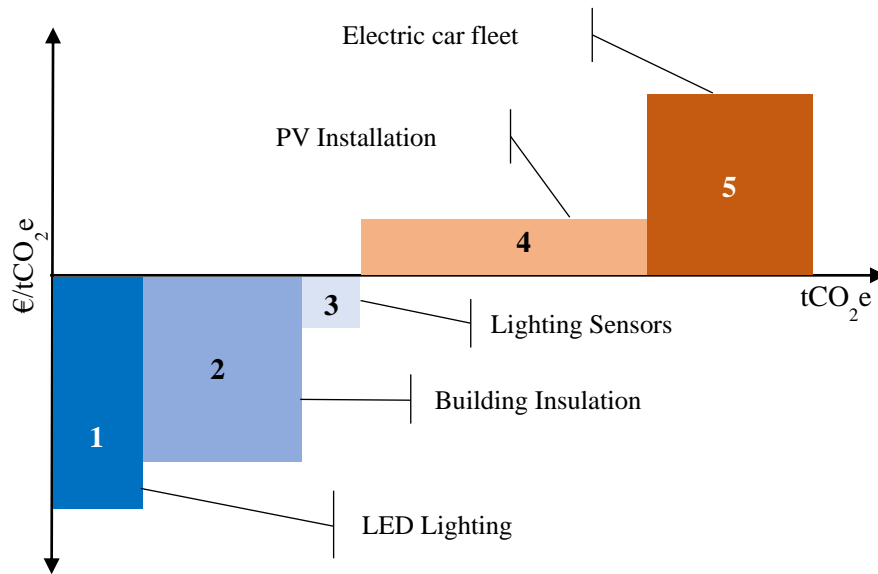 Electric car fleet
PV Installation
5
4
€/tCO₂e
tCO₂e
3
Lighting Sensors
2
Building Insulation
1
LED Lighting